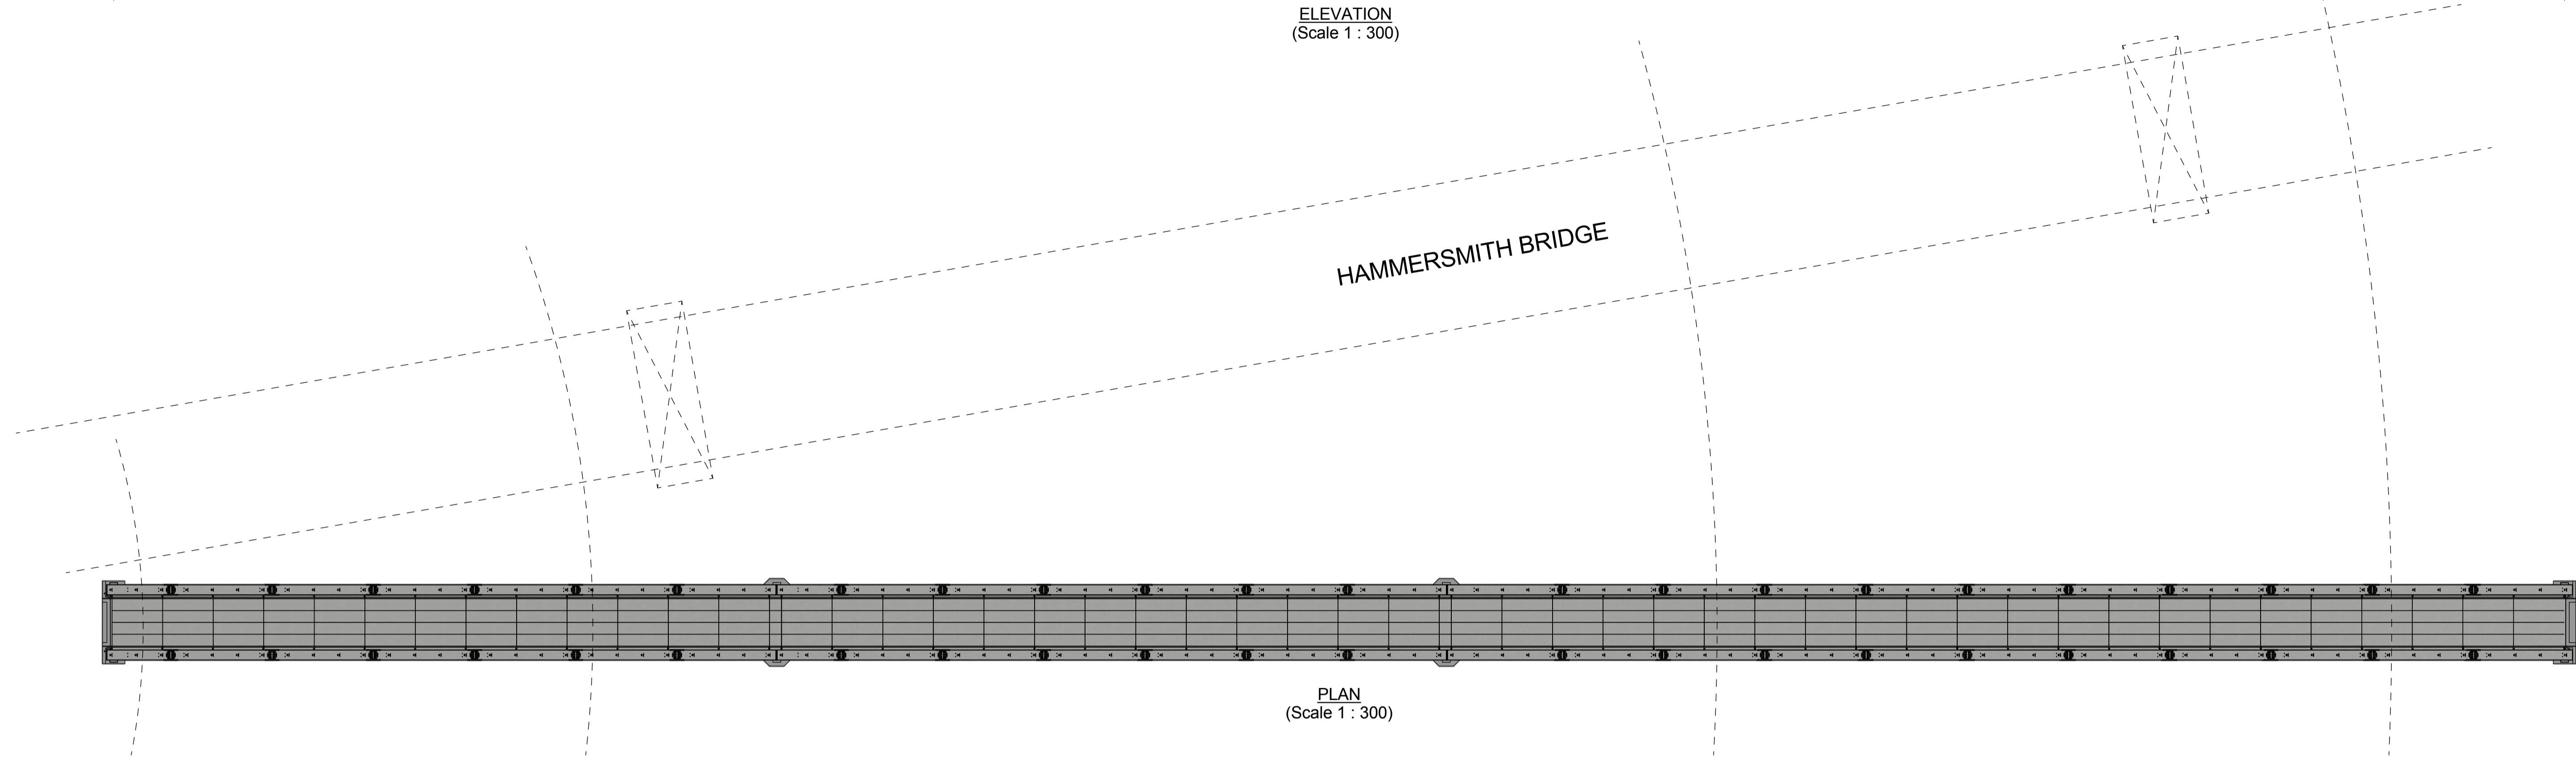 ELEVATION
(Scale 1 : 300)
HAMMERSMITH BRIDGE
PLAN
(Scale 1 : 300)